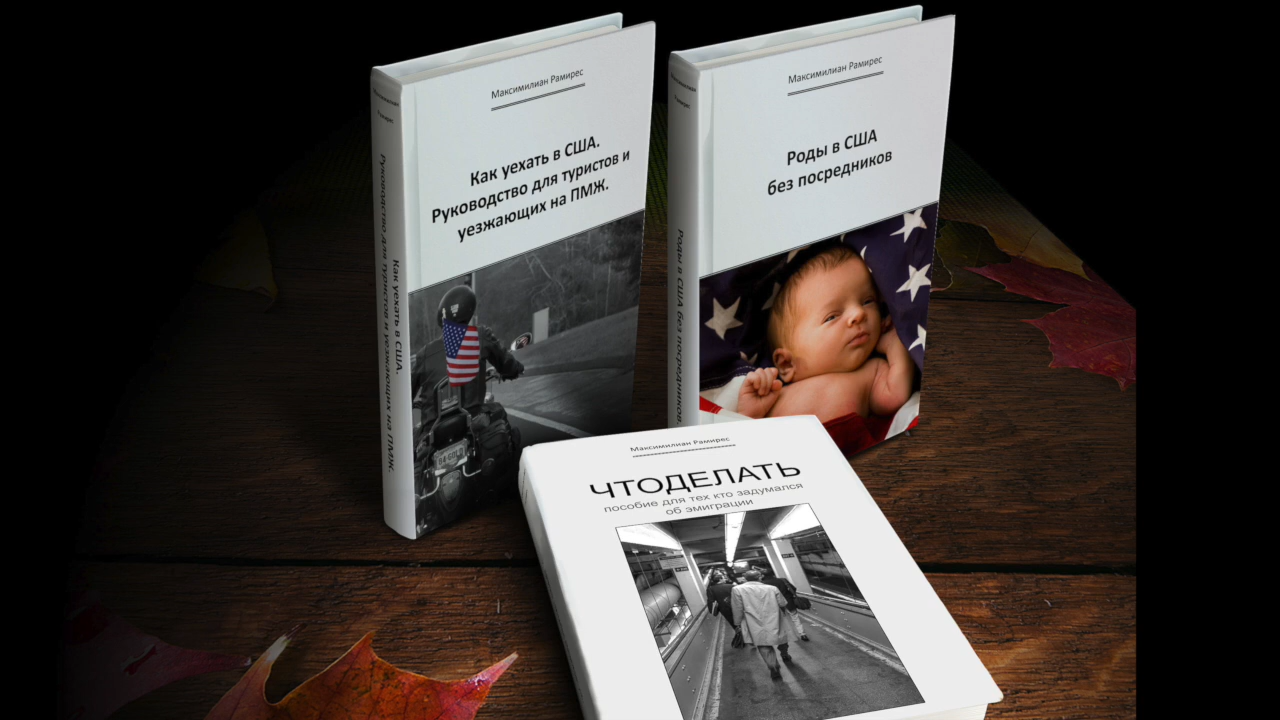 Максимилиан Рамирес
Как уехать в США.
Руководство для туристов и
уезжающих на ПМЖ.
Как уехать в США.
Руководство для туристов и уезжающих на ПМЖ.
04 GOLD
Максимилиан Рамирес
Роды в США
без посредников
Роды в США без посредников.
Максимилиан Рамирес
ЧТОДЕЛАТЬ
пособие для тех кто задумался
об эмиграции